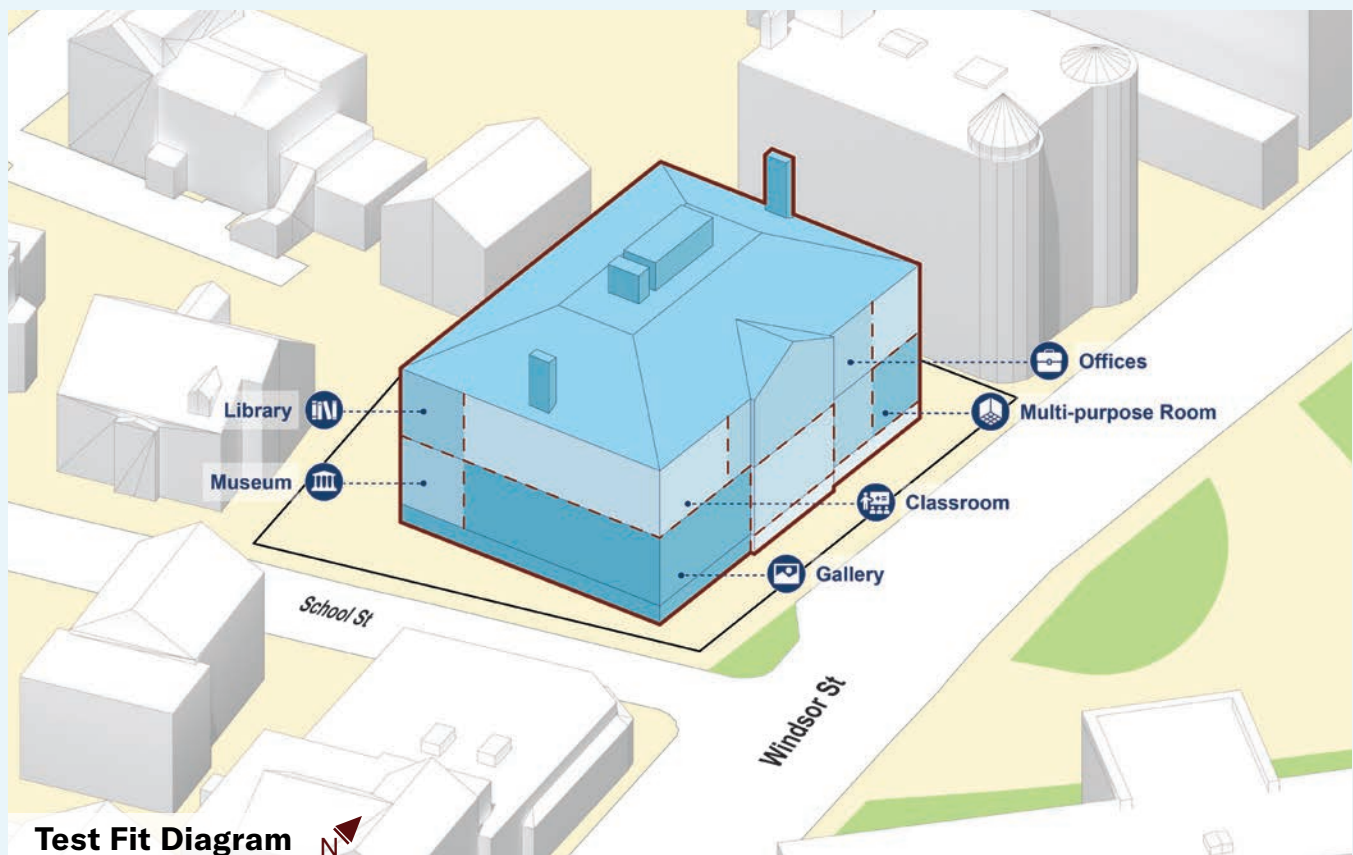 Offices
Library
Multi-purpose Room
Museum
Classroom
Gallery
School St
Windsor St
Test Fit Diagram
N